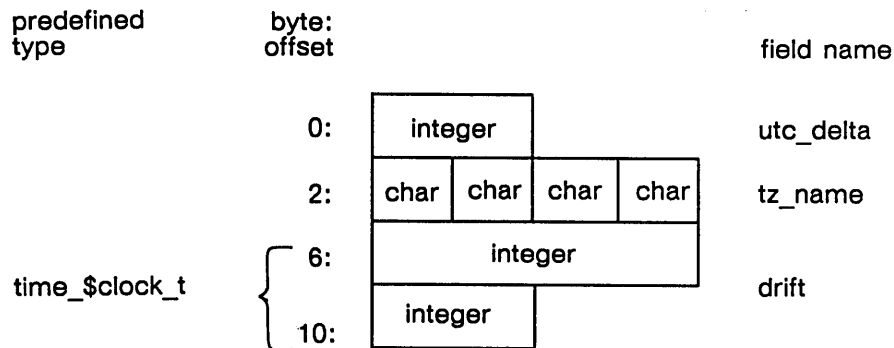 predefined byte:
type offset field name
0: integer utc_delta
2: char char char char tz_name
6: integer
time_$clock_t drift
integer
10: